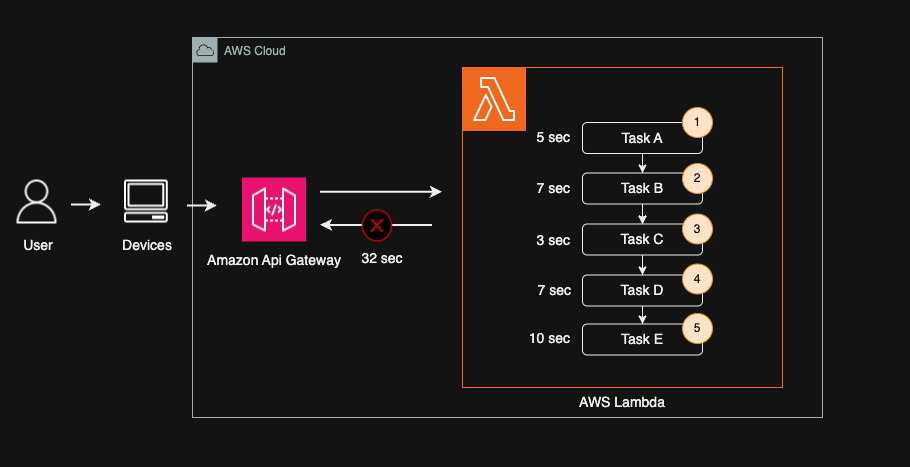 AWS Cloud
1
5 sec
Task A
2
7 sec
Task B
3
3 sec
Task C
4
7 sec
Task D
5
10 sec
Task E
User
Devices
</>
Amazon Api Gateway
32 sec
AWS Lambda